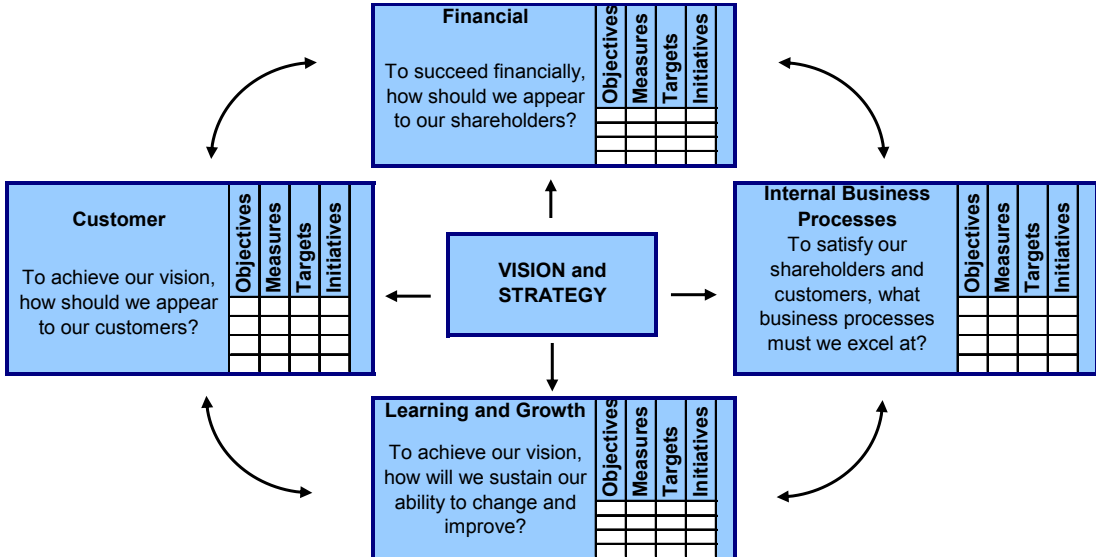 Financial
To succeed financially,
how should we appear
to our shareholders?
Objectives
Measures
Targets
Initiatives
Customer
To achieve our vision,
how should we appear
to our customers?
Objectives
Measures
Targets
Initiatives
VISION and
STRATEGY
Internal Business
Processes
To satisfy our
shareholders and
customers, what
business processes
must we excel at?
Objectives
Measures
Targets
Initiatives
Learning and Growth
To achieve our vision,
how will we sustain our
ability to change and
improve?
Objectives
Measures
Targets
Initiatives